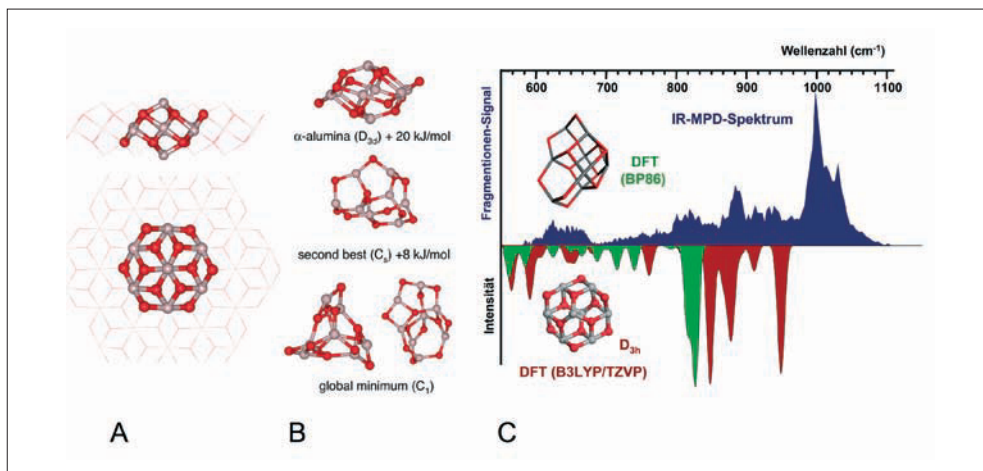 α-alumina (D3d) + 20 kJ/mol
second best (Cs) +8 kJ/mol
global minimum (C1)
A
B
Wellenzahl (cm-1)
600
700
800
900
1000
1100
IR-MPD-Spektrum
Fragmentionen-Signal
DFT
(BP86)
Intensität
D3h
DFT (B3LYP/TZVP)
C